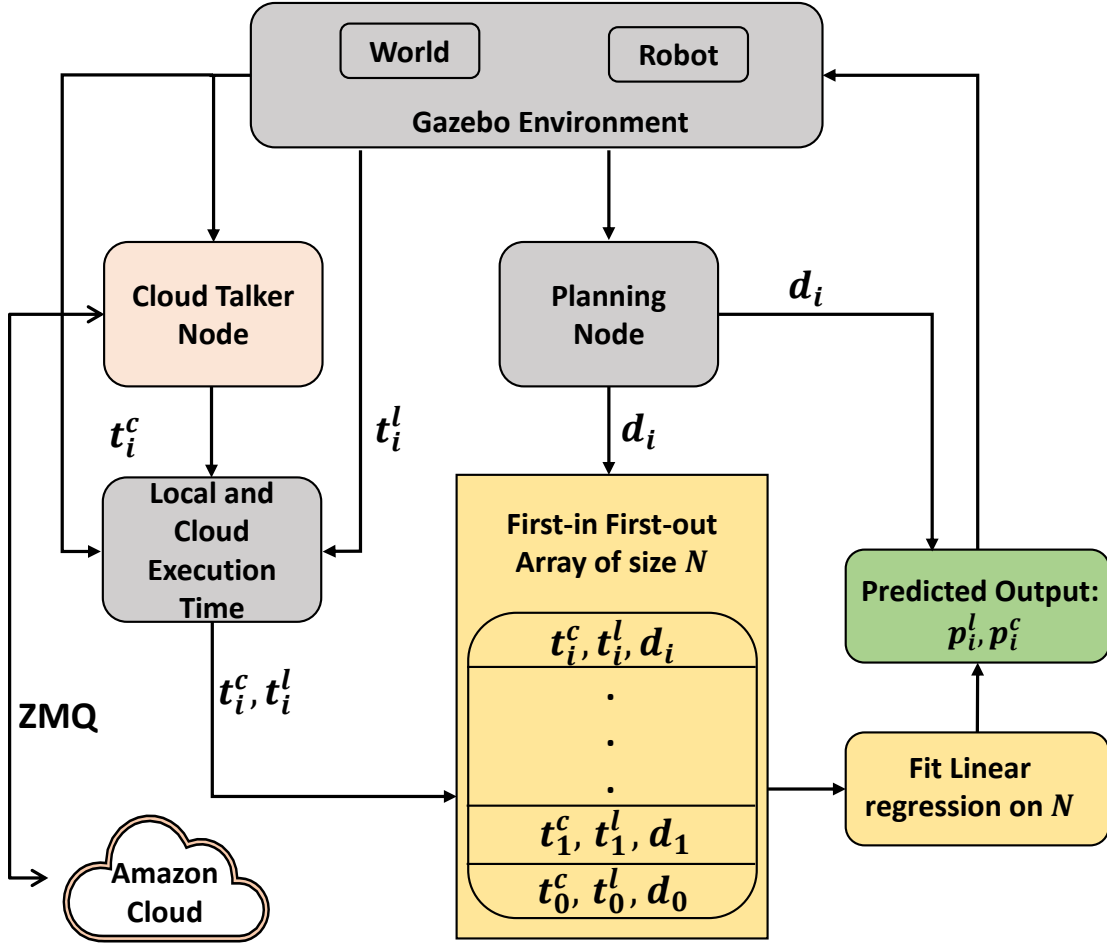 World
Robot
Gazebo Environment
Cloud Talker
Node
Planning
Node
$d_i$
$t_i^c$
$t_i^l$
$d_i$
Local and
Cloud
Execution
Time
First-in First-out
Array of size $N$
Predicted Output:
$p_i^l, p_i^c$
$t_i^c, t_i^l, d_i$
$t_i^c, t_i^l$
ZMQ
.
.
.
Fit Linear
regression on $N$
$t_1^c, t_1^l, d_1$
$t_0^c, t_0^l, d_0$
Amazon
Cloud